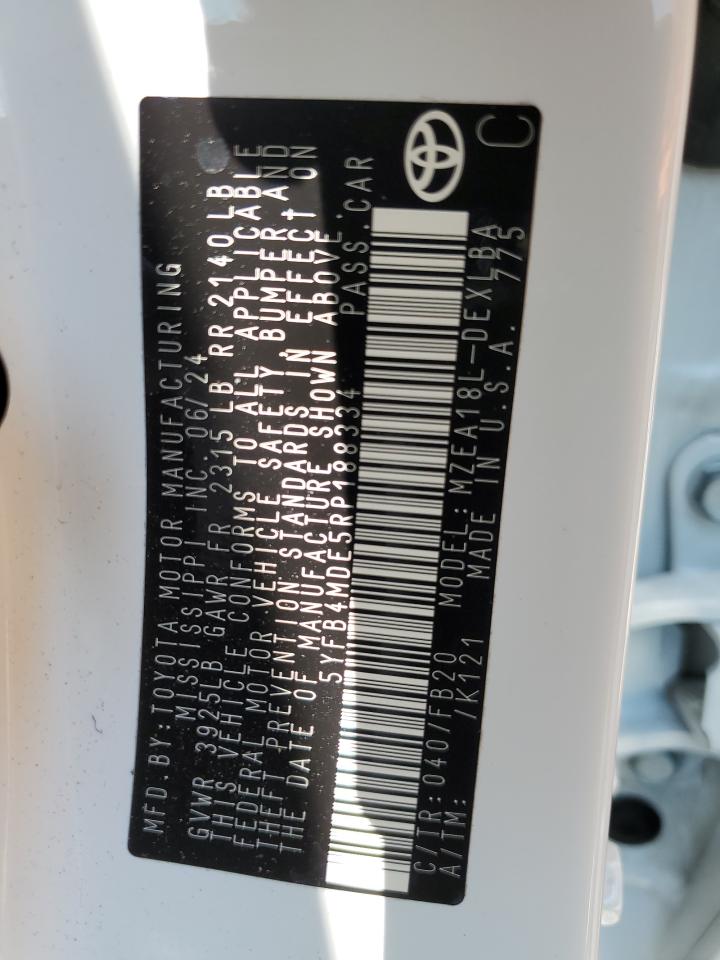 MFD.BY:TOYOTA MOTOR MANUFACTURING
MISSISSIPPI INC. 06/24
GVWR 3925LB GAWR FR 2315 LB RR 2140 LB
THIS VEHICLE CONFORMS TO ALL APPLICABLE
FEDERAL MOTOR VEHICLE SAFETY, BUMPER AND
THEFT PREVENTION STANDARDS IN EFFECT ON
THE DATE OF MANUFACTURE SHOWN ABOVE.
5YFB4MDE5RP188334 PASS.CAR
C/TR:040/FB20 MODEL:MZEA18L-DEXLBA
A/TM: /K121 MADE IN U.S.A. 775
C